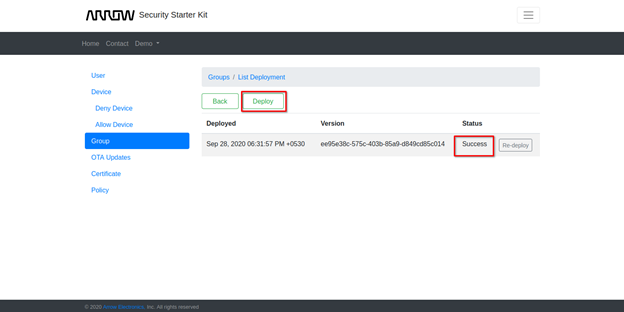 ARROW Security Starter Kit
Home Contact Demo
User
Device
Deny Device
Allow Device
Group
OTA Updates
Certificate
Policy
Groups / List Deployment
Back Deploy
Deployed Version Status
Sep 28, 2020 06:31:57 PM +0530 ee95e38c-575c-403b-85a9-d849cd85c014 Success Re-deploy
© 2020 Arrow Electronics, Inc. All rights reserved